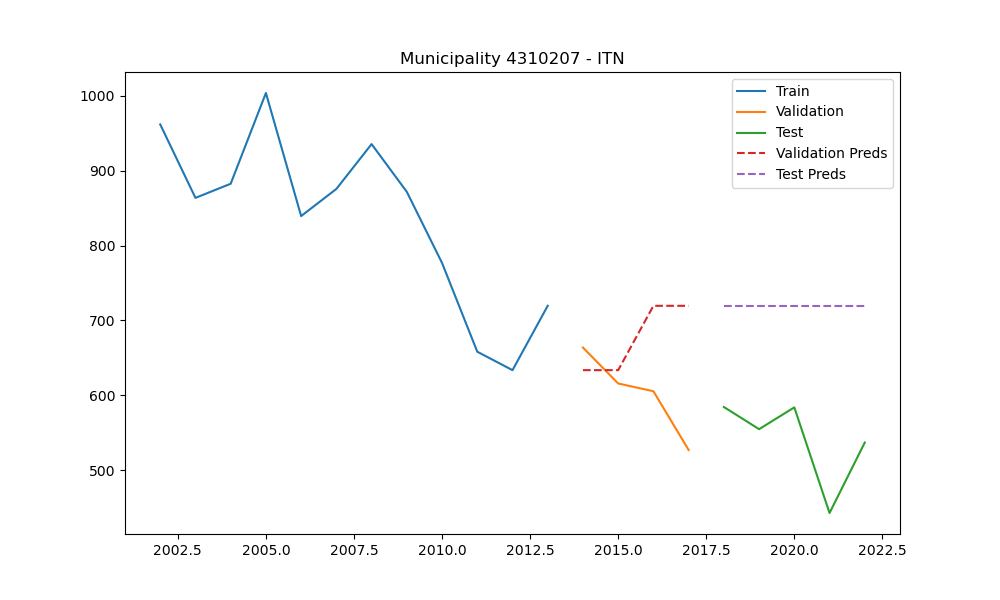 Municipality 4310207 - ITN
Train
Validation
Test
Validation Preds
Test Preds
1000
900
800
700
600
500
2002.5 2005.0 2007.5 2010.0 2012.5 2015.0 2017.5 2020.0 2022.5